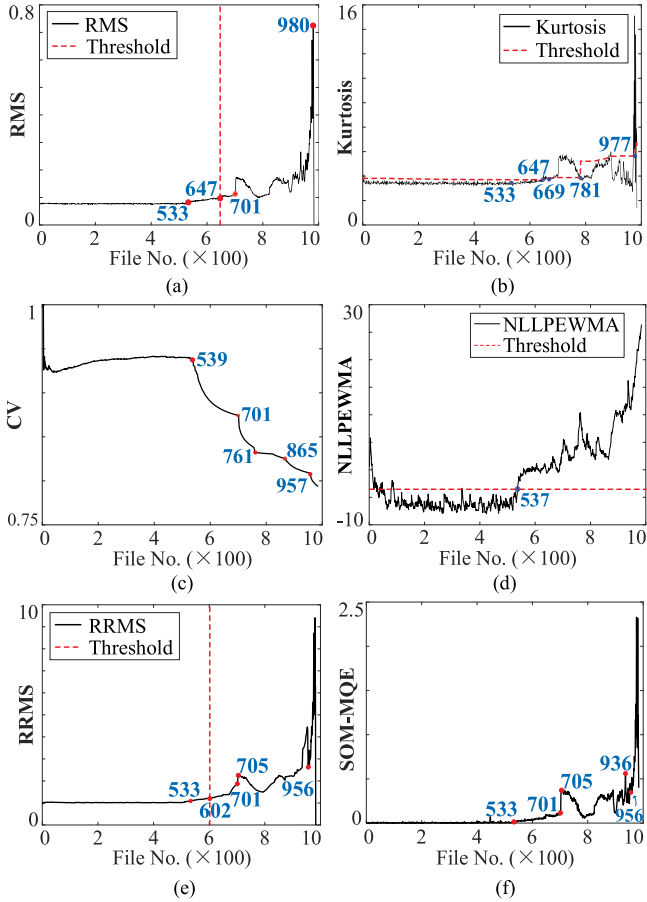 0.8
RMS
Threshold
980
RMS
647
533
701
0
0 2 4 6 8 10
File No. (×100)
(a)
16
Kurtosis
Threshold
Kurtosis
977
647
533
669
781
0
0 2 4 6 8 10
File No. (×100)
(b)
1
539
CV
701
761
865
957
0.75
0 2 4 6 8 10
File No. (×100)
(c)
30
NLLPEWMA
Threshold
NLLPEWMA
537
-10
0 2 4 6 8 10
File No. (×100)
(d)
10
RRMS
Threshold
RRMS
705
533
701
956
602
0
0 2 4 6 8 10
File No. (×100)
(e)
2.5
SOM-MQE
936
705
701
533
956
0
0 2 4 6 8 10
File No. (×100)
(f)